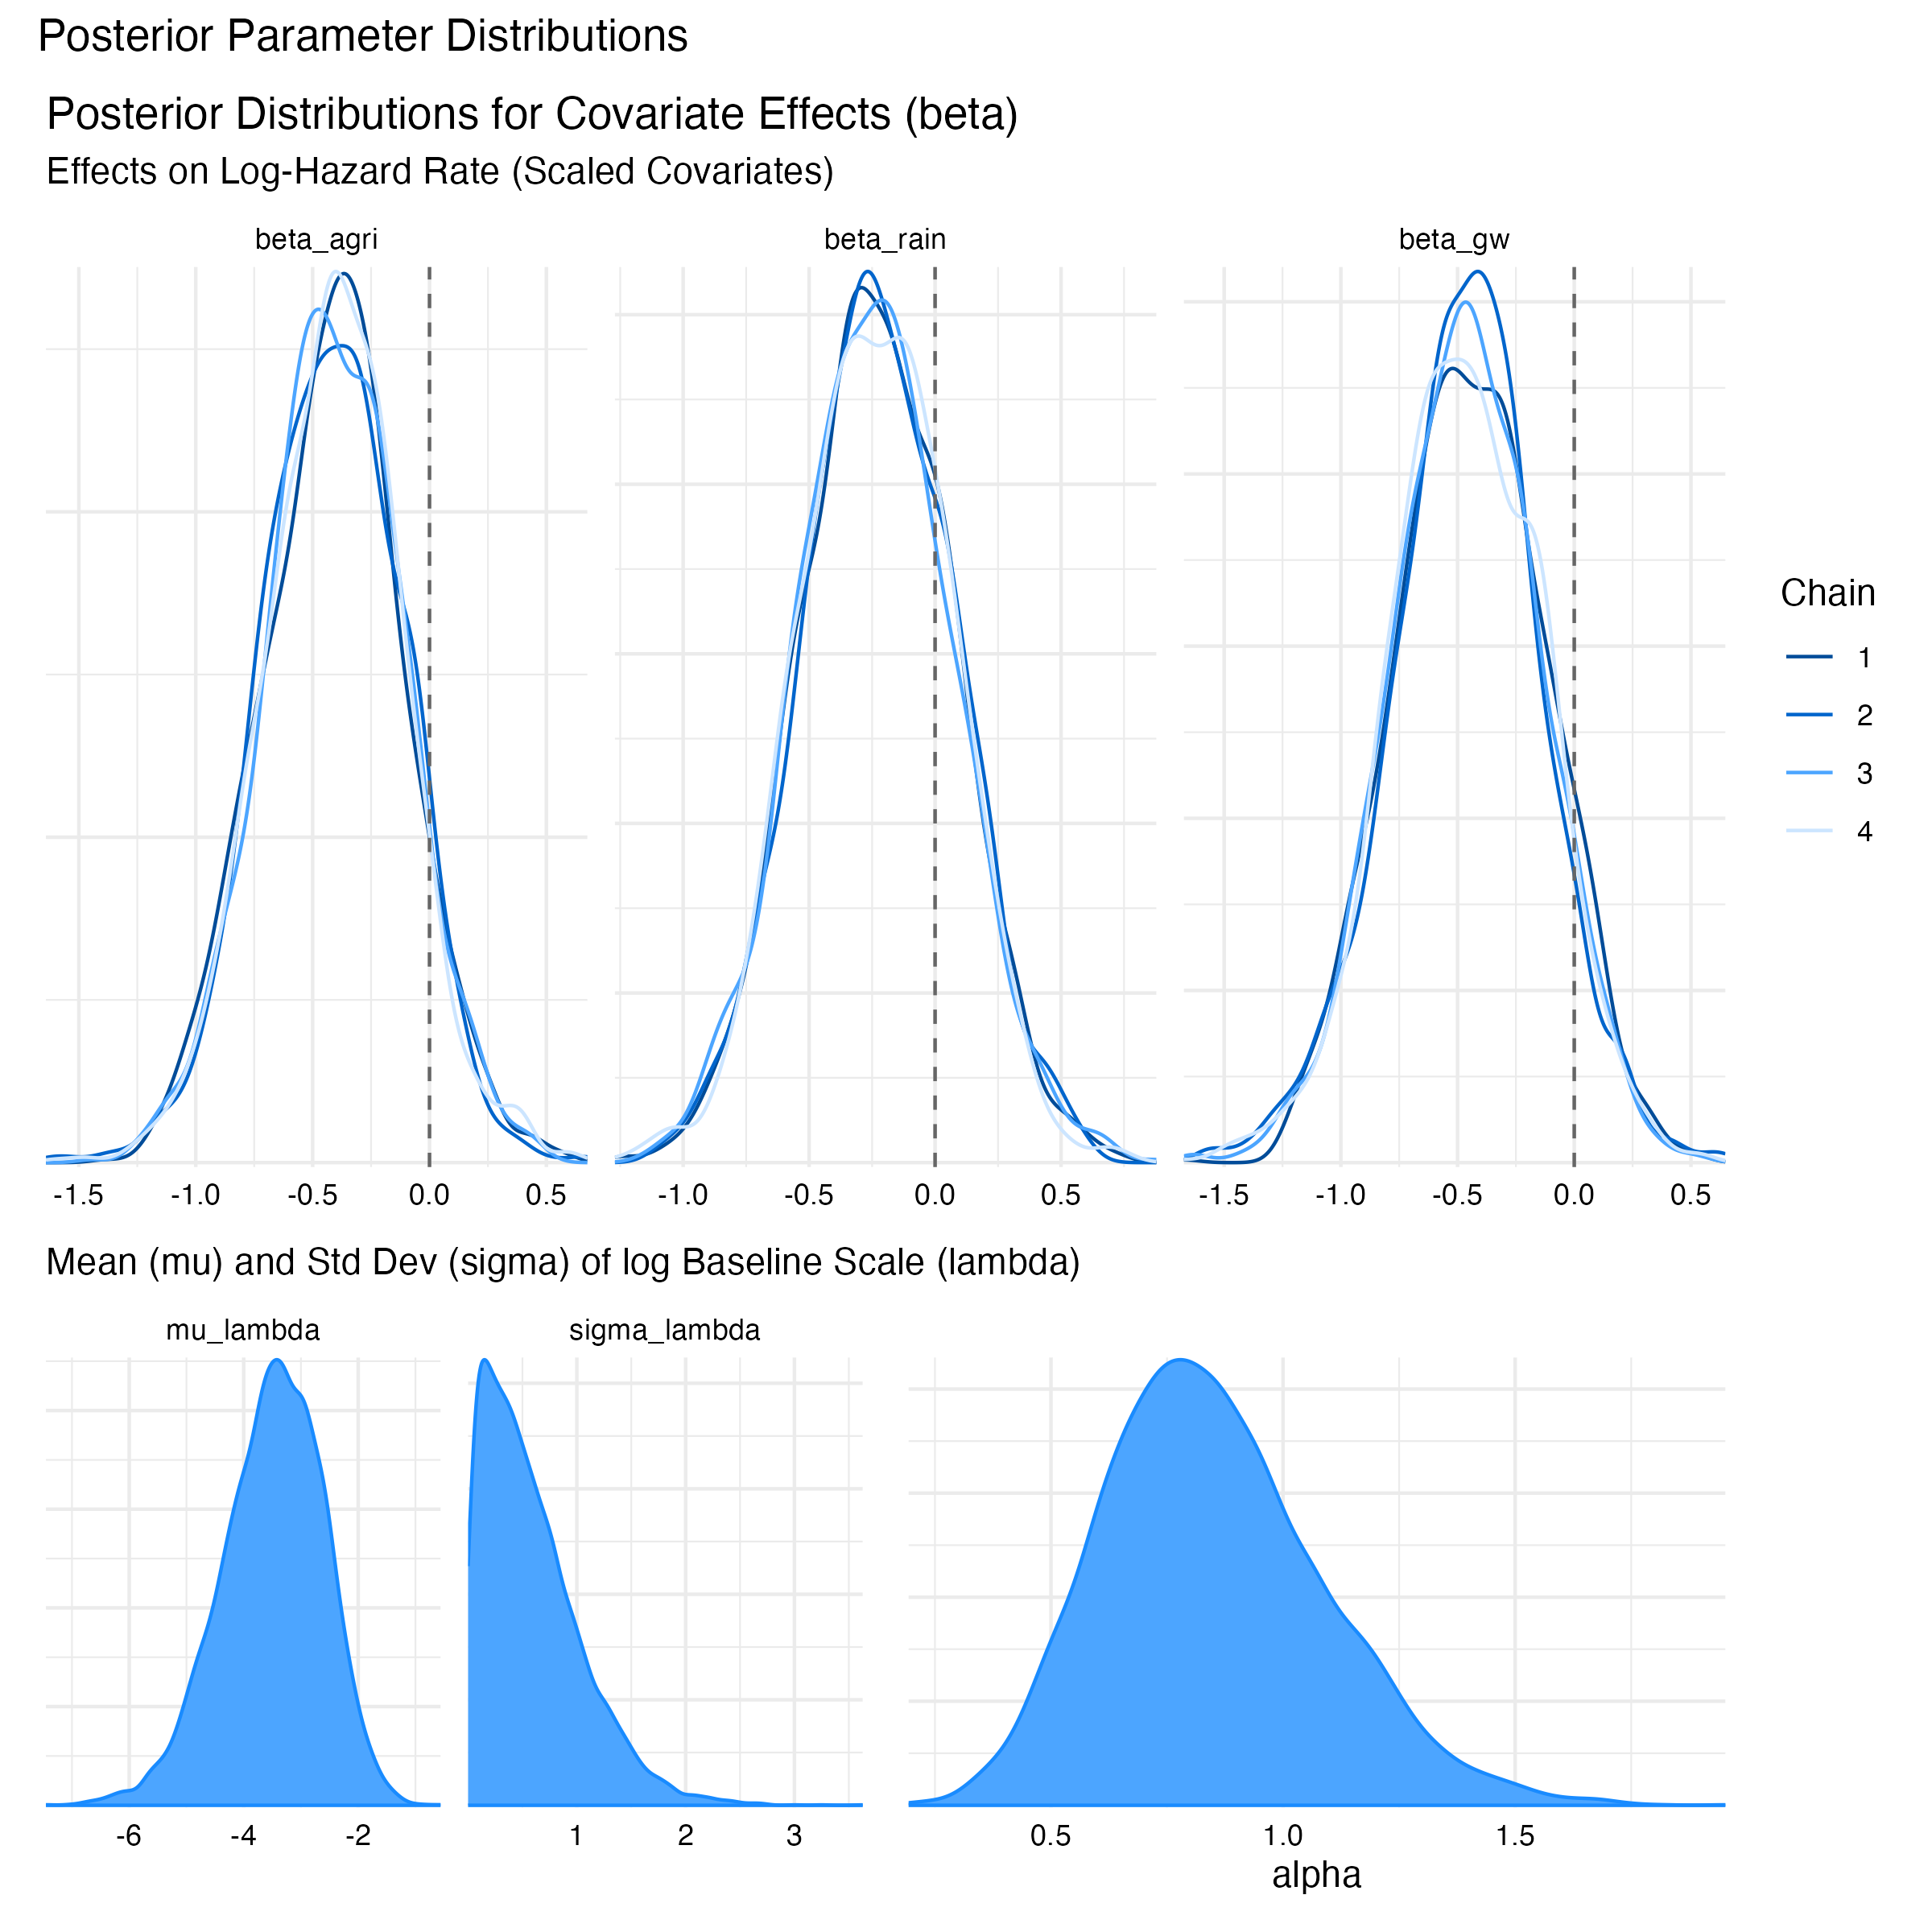 Posterior Parameter Distributions
Posterior Distributions for Covariate Effects (beta)
Effects on Log-Hazard Rate (Scaled Covariates)
beta_agri beta_rain beta_gw
Chain
1
2
3
4
-1.5 -1.0 -0.5 0.0 0.5 -1.0 -0.5 0.0 0.5 -1.5 -1.0 -0.5 0.0 0.5
Mean (mu) and Std Dev (sigma) of log Baseline Scale (lambda)
mu_lambda sigma_lambda
-6 -4 -2 1 2 3 0.5 1.0 1.5
alpha